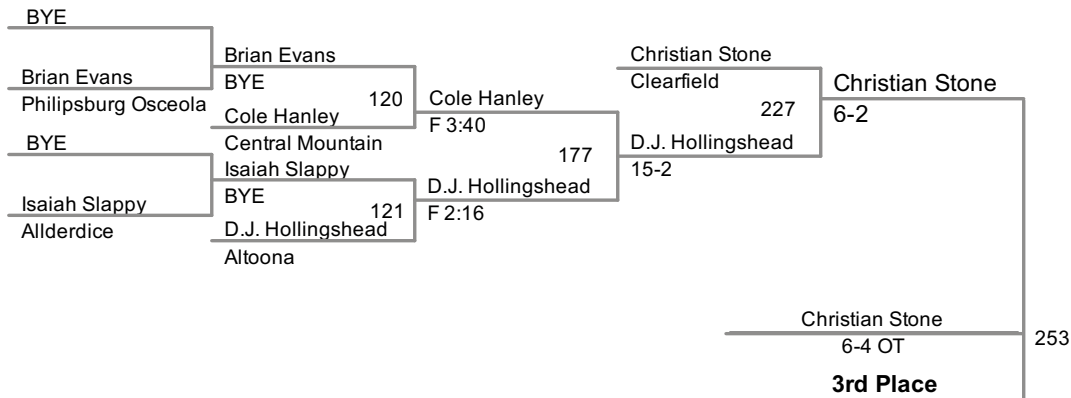 BYE
Brian Evans
Philipsburg Osceola
BYE
Isaiah Slappy
Allderdice
Brian Evans
BYE
120
Cole Hanley
Central Mountain
Isaiah Slappy
BYE
121
D.J. Hollingshead
Altoona
Cole Hanley
F 3:40
177
D.J. Hollingshead
F 2:16
Christian Stone
Clearfield
227
D.J. Hollingshead
15-2
Christian Stone
6-2
Christian Stone
6-4 OT
253
3rd Place